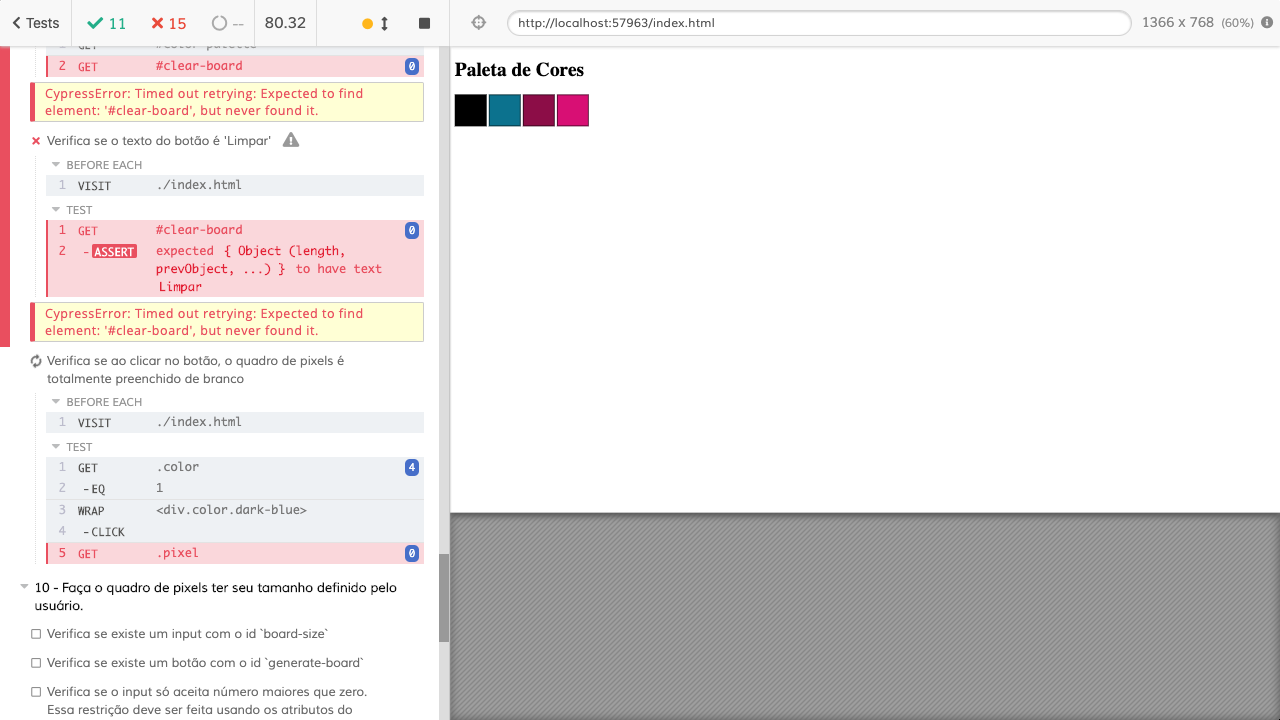 Tests
11
15
--
80.32
http://localhost:57963/index.html
1366 x 768 (60%)
2 GET #clear-board 0
CypressError: Timed out retrying: Expected to find
element: '#clear-board', but never found it.
Verifica se o texto do botão é 'Limpar'
BEFORE EACH
1 VISIT ./index.html
TEST
1 GET #clear-board 0
2 -ASSERT expected { Object (length,
prevObject, ...) } to have text
Limpar
CypressError: Timed out retrying: Expected to find
element: '#clear-board', but never found it.
Verifica se ao clicar no botão, o quadro de pixels é
totalmente preenchido de branco
BEFORE EACH
1 VISIT ./index.html
TEST
1 GET .color 4
2 -EQ 1
3 WRAP <div.color.dark-blue>
4 -CLICK
5 GET .pixel 0
10 - Faça o quadro de pixels ter seu tamanho definido pelo
usuário.
Verifica se existe um input com o id `board-size`
Verifica se existe um botão com o id `generate-board`
Verifica se o input só aceita número maiores que zero.
Essa restrição deve ser feita usando os atributos do
Paleta de Cores